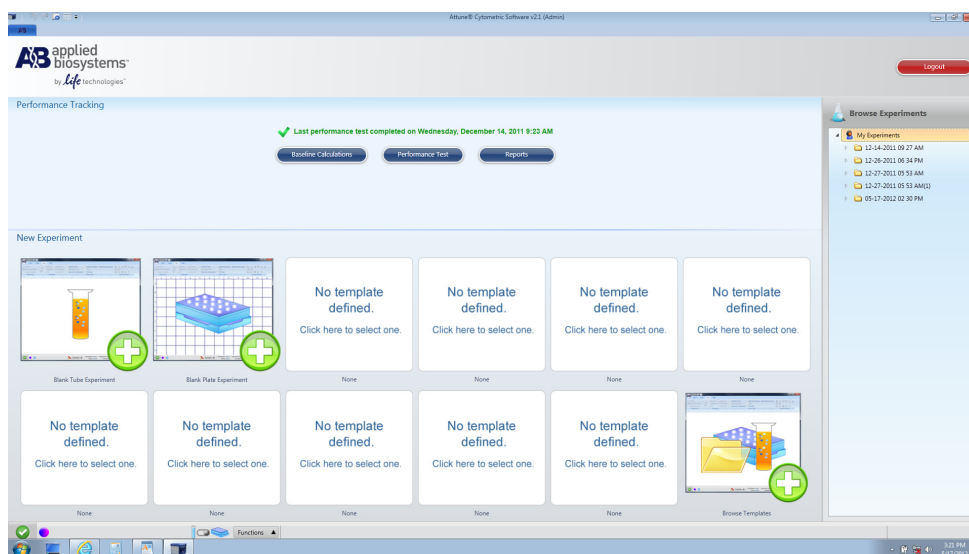 Attune® Cytometric Software v2.1 (Admin)
AB
AB applied
biosystems™
by life technologies™
Logout
Performance Tracking
Last performance test completed on Wednesday, December 14, 2011 9:23 AM
Baseline Calculations
Performance Test
Reports
Browse Experiments
My Experiments
12-14-2011 09 27 AM
12-26-2011 06 34 PM
12-27-2011 05 53 AM
12-27-2011 05 53 AM(1)
05-17-2012 02 30 PM
New Experiment
Blank Tube Experiment
Blank Plate Experiment
No template
defined.
Click here to select one.
None
No template
defined.
Click here to select one.
None
No template
defined.
Click here to select one.
None
No template
defined.
Click here to select one.
None
No template
defined.
Click here to select one.
None
No template
defined.
Click here to select one.
None
No template
defined.
Click here to select one.
None
No template
defined.
Click here to select one.
None
No template
defined.
Click here to select one.
None
Browse Templates
Functions
3:21 PM